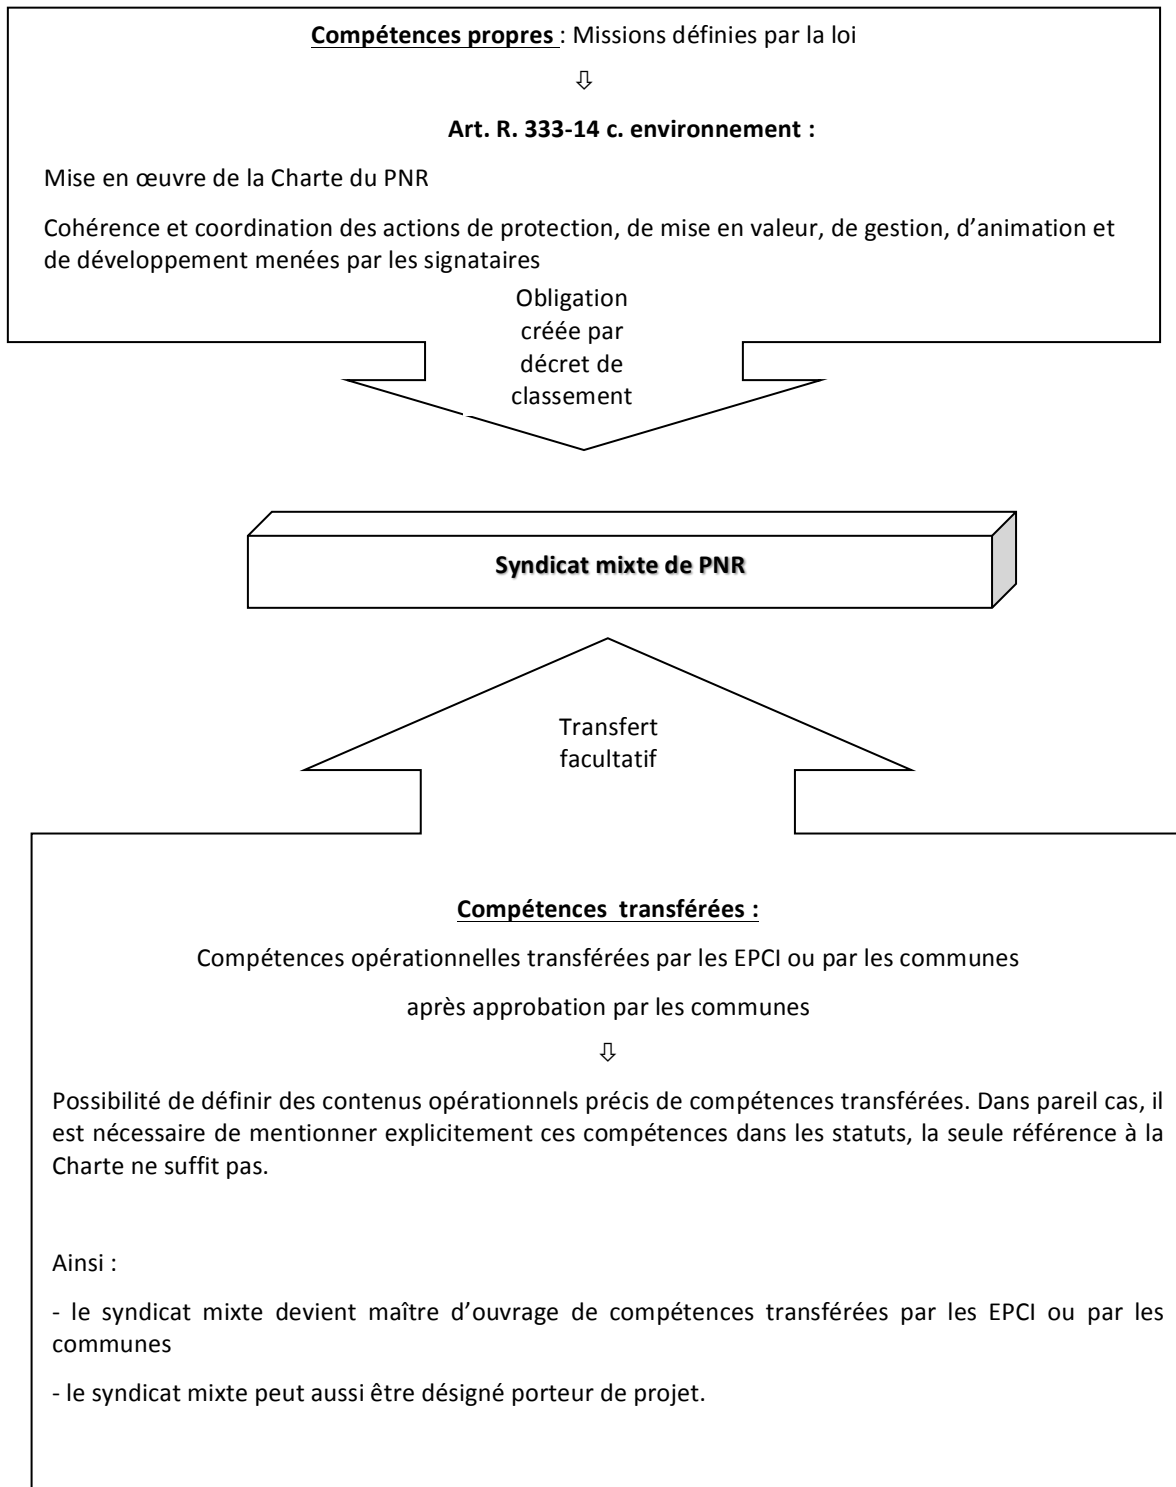 Compétences propres : Missions définies par la loi
⇩
Art. R. 333-14 c. environnement :
Mise en œuvre de la Charte du PNR
Cohérence et coordination des actions de protection, de mise en valeur, de gestion, d’animation et
de développement menées par les signataires
Obligation
créée par
décret de
classement
Syndicat mixte de PNR
Transfert
facultatif
Compétences transférées :
Compétences opérationnelles transférées par les EPCI ou par les communes
après approbation par les communes
⇩
Possibilité de définir des contenus opérationnels précis de compétences transférées. Dans pareil cas, il
est nécessaire de mentionner explicitement ces compétences dans les statuts, la seule référence à la
Charte ne suffit pas.
Ainsi :
- le syndicat mixte devient maître d’ouvrage de compétences transférées par les EPCI ou par les
communes
- le syndicat mixte peut aussi être désigné porteur de projet.